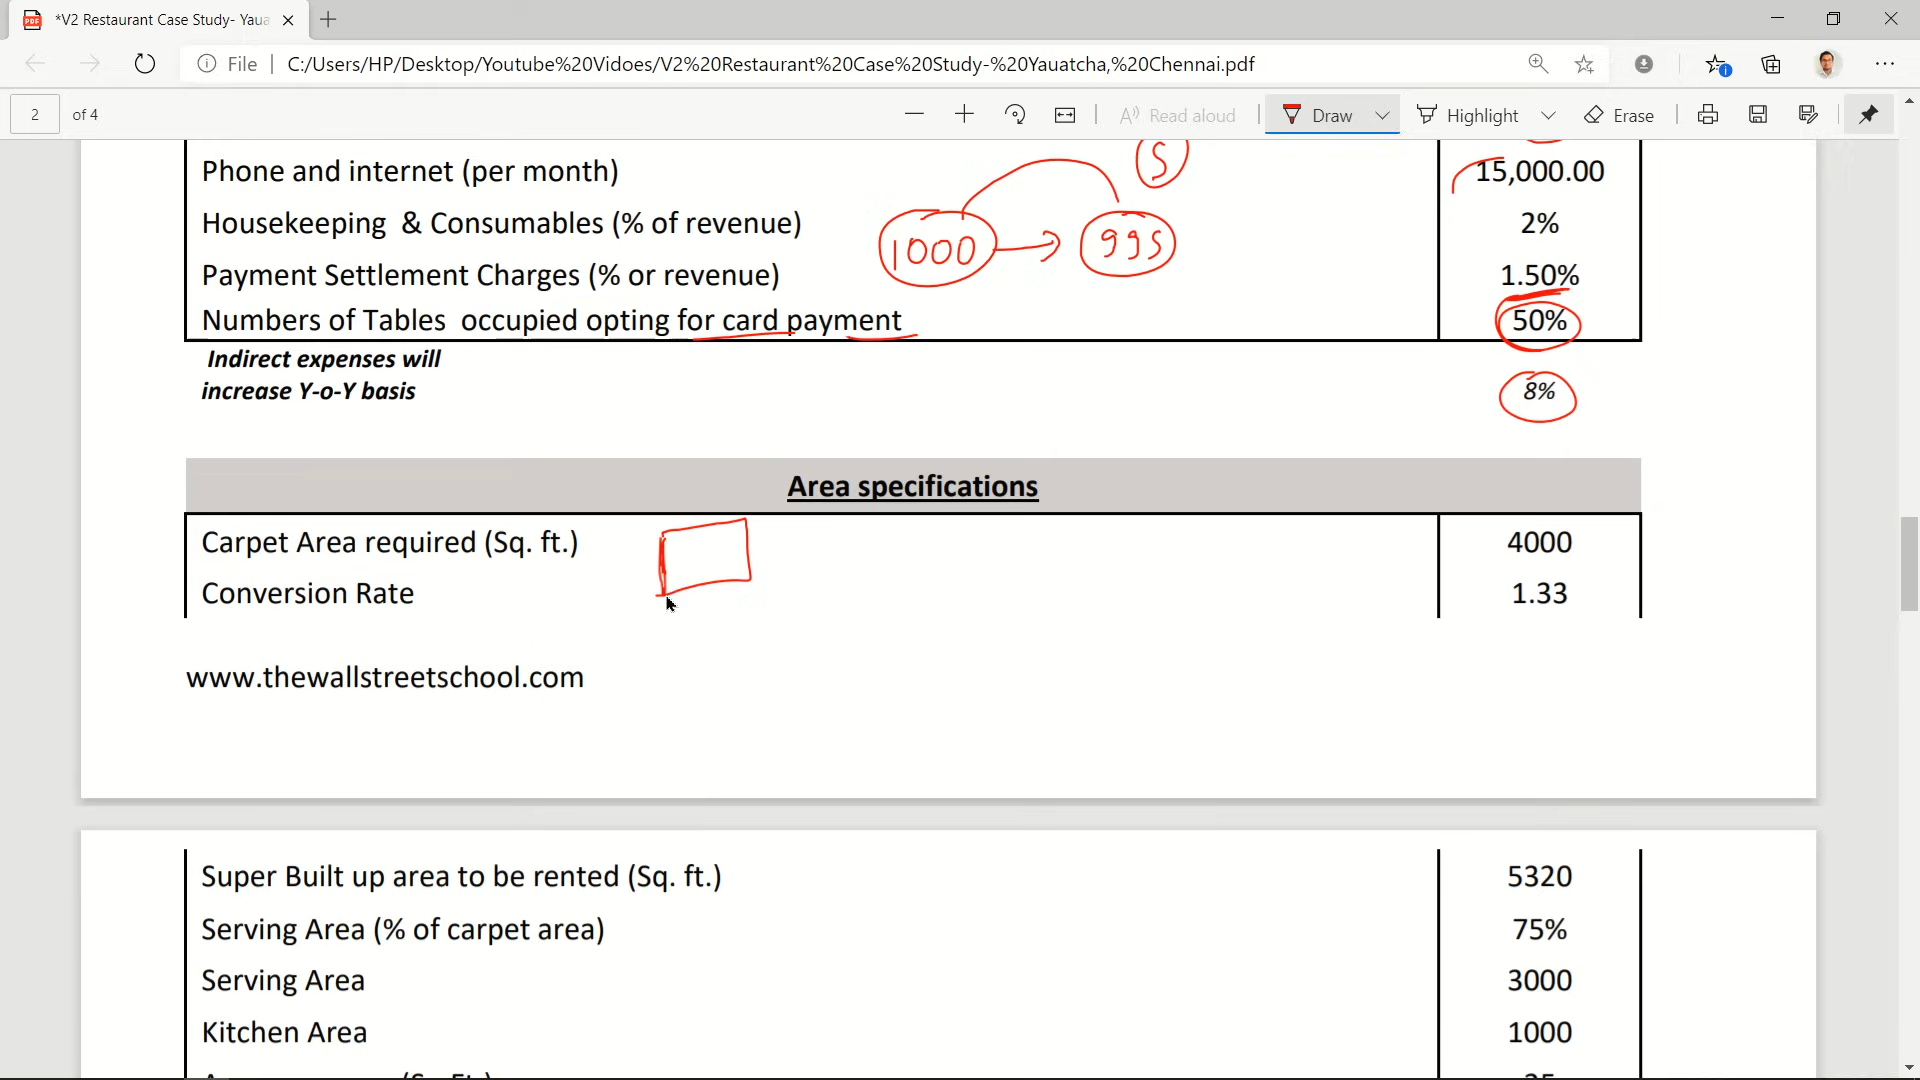 *V2 Restaurant Case Study- Yaua
File
C:/Users/HP/Desktop/Youtube%20Vidoes/V2%20Restaurant%20Case%20Study-%20Yauatcha,%20Chennai.pdf
2 of 4
Read aloud
Draw
Highlight
Erase
Phone and internet (per month) 15,000.00
5
Housekeeping & Consumables (% of revenue) 2%
1000 995
Payment Settlement Charges (% or revenue) 1.50%
Numbers of Tables occupied opting for card payment 50%
Indirect expenses will
increase Y-o-Y basis 8%
Area specifications
Carpet Area required (Sq. ft.) 4000
Conversion Rate 1.33
www.thewallstreetschool.com
Super Built up area to be rented (Sq. ft.) 5320
Serving Area (% of carpet area) 75%
Serving Area 3000
Kitchen Area 1000